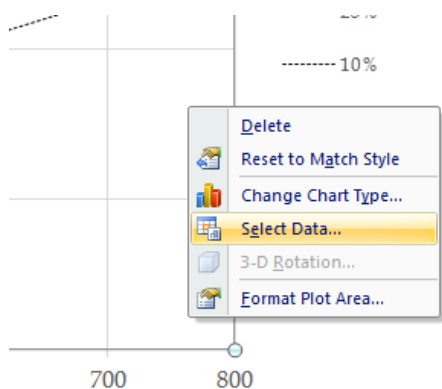 10%
Delete
Reset to Match Style
Change Chart Type...
Select Data...
3-D Rotation...
Format Plot Area...
700 800